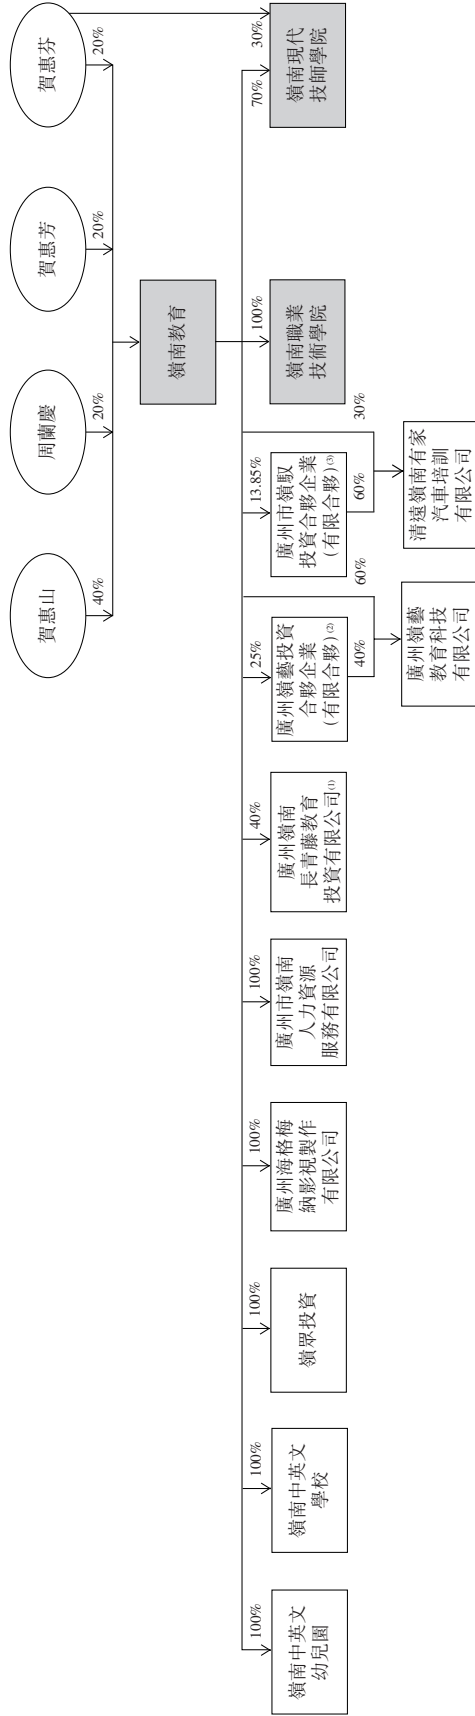 賀惠山
周蘭慶
賀惠芳
賀惠芬
40%
20%
20%
20%
嶺南教育
100%
100%
100%
100%
100%
40%
25%
13.85%
100%
70%
30%
嶺南中英文
幼兒園
嶺南中英文
學校
嶺眾投資
廣州海格梅
納影視製作
有限公司
廣州市嶺南
人力資源
服務有限公司
廣州嶺南
長青藤教育
投資有限公司(1)
廣州嶺藝投資
合夥企業
(有限合夥)(2)
廣州市嶺馭
投資合夥企業
(有限合夥)(3)
嶺南職業
技術學院
嶺南現代
技師學院
40%
60%
60%
30%
廣州嶺藝
教育科技
有限公司
清遠嶺南有家
汽車培訓
有限公司